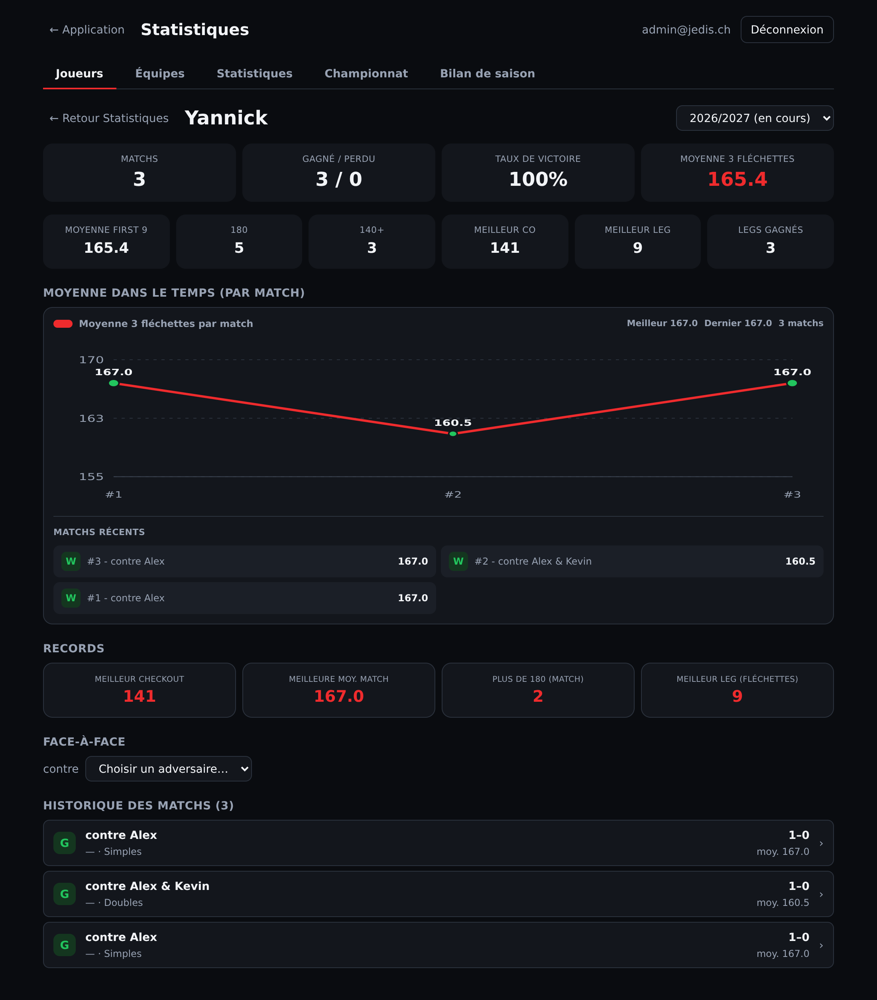 ← Application Statistiques admin@jedis.ch Déconnexion
Joueurs Équipes Statistiques Championnat Bilan de saison
← Retour Statistiques Yannick 2026/2027 (en cours)
MATCHS GAGNÉ / PERDU TAUX DE VICTOIRE MOYENNE 3 FLÉCHETTES
3 3 / 0 100% 165.4
MOYENNE FIRST 9 180 140+ MEILLEUR CO MEILLEUR LEG LEGS GAGNÉS
165.4 5 3 141 9 3
MOYENNE DANS LE TEMPS (PAR MATCH)
Moyenne 3 fléchettes par match Meilleur 167.0 Dernier 167.0 3 matchs
170
167.0 167.0
163
160.5
155
#1 #2 #3
MATCHS RÉCENTS
W #3 - contre Alex 167.0 W #2 - contre Alex & Kevin 160.5
W #1 - contre Alex 167.0
RECORDS
MEILLEUR CHECKOUT MEILLEURE MOY. MATCH PLUS DE 180 (MATCH) MEILLEUR LEG (FLÉCHETTES)
141 167.0 2 9
FACE-À-FACE
contre Choisir un adversaire...
HISTORIQUE DES MATCHS (3)
G contre Alex 1–0
— · Simples moy. 167.0 ›
G contre Alex & Kevin 1–0
— · Doubles moy. 160.5 ›
G contre Alex 1–0
— · Simples moy. 167.0 ›